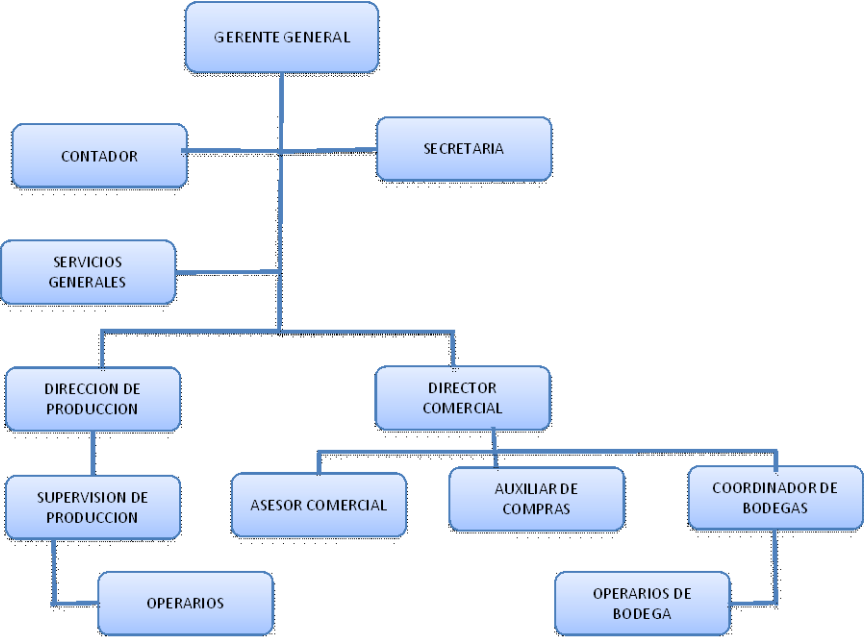 GERENTE GENERAL
CONTADOR
SECRETARIA
SERVICIOS
GENERALES
DIRECCION DE
PRODUCCION
DIRECTOR
COMERCIAL
SUPERVISION DE
PRODUCCION
ASESOR COMERCIAL
AUXILIAR DE
COMPRAS
COORDINADOR DE
BODEGAS
OPERARIOS
OPERARIOS DE
BODEGA